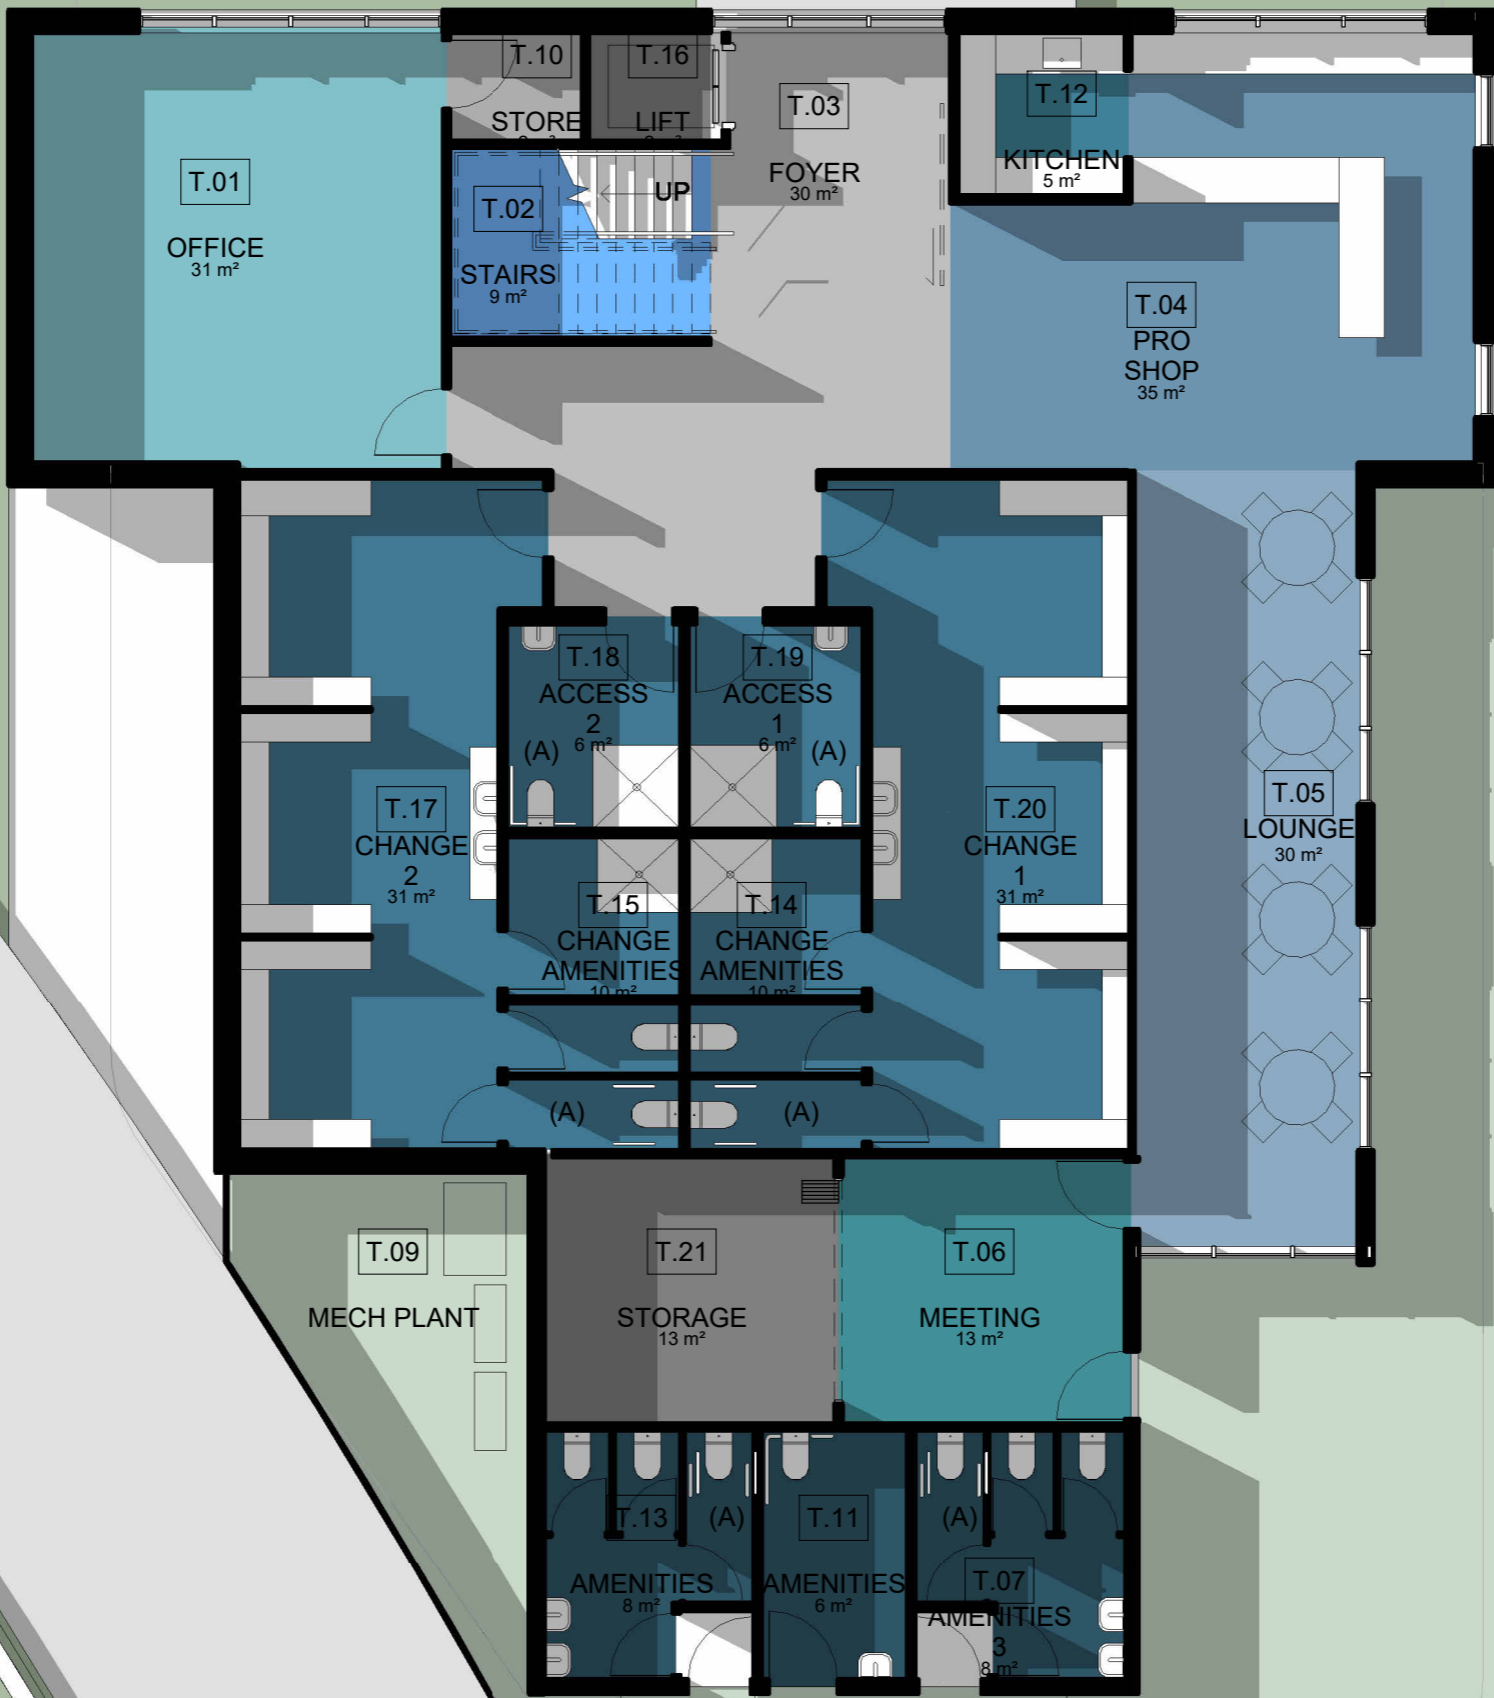 T.10
STORE
T.16
LIFT
T.03
FOYER
30 m²
T.12
KITCHEN
5 m²
T.01
OFFICE
31 m²
T.02
STAIRS
9 m²
UP
T.04
PRO
SHOP
35 m²
T.18
ACCESS
2
6 m²
(A)
T.19
ACCESS
1
6 m²
(A)
T.17
CHANGE
2
31 m²
T.20
CHANGE
1
31 m²
T.05
LOUNGE
30 m²
T.15
CHANGE
AMENITIES
10 m²
T.14
CHANGE
AMENITIES
10 m²
(A)
(A)
T.09
MECH PLANT
T.21
STORAGE
13 m²
T.06
MEETING
13 m²
T.13
(A)
AMENITIES
8 m²
T.11
AMENITIES
6 m²
(A)
T.07
AMENITIES
3
8 m²